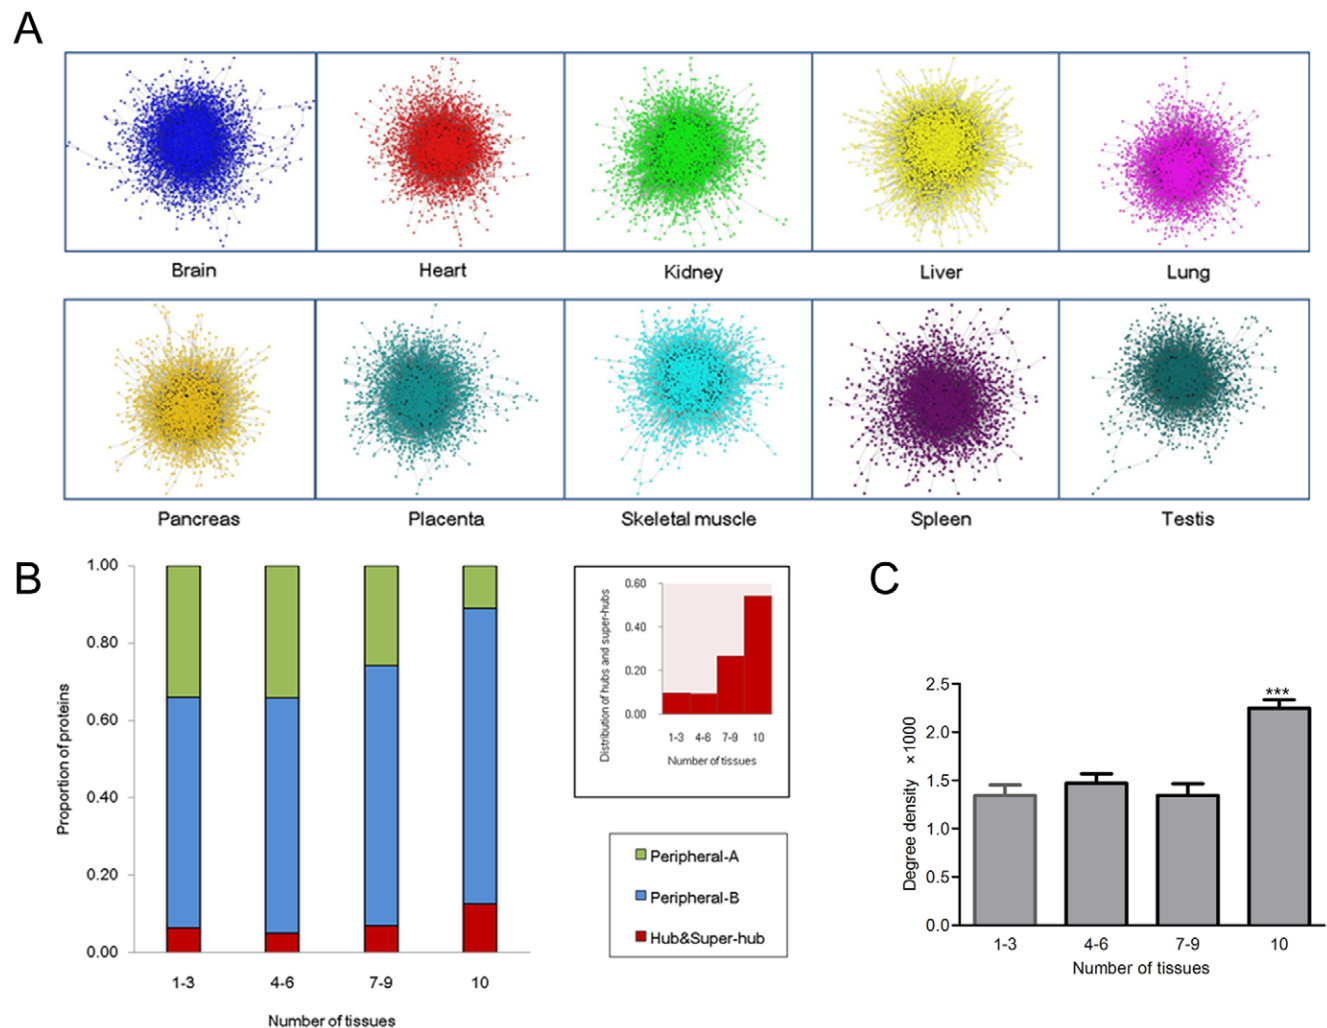 A
Brain Heart Kidney Liver Lung
Pancreas Placenta Skeletal muscle Spleen Testis
B
Proportion of proteins
1.00
0.80
0.60
0.40
0.20
0.00
1-3 4-6 7-9 10
Number of tissues
Distribution of hubs and super-hubs
0.60
0.40
0.20
0.00
1-3 4-6 7-9 10
Number of tissues
Peripheral-A
Peripheral-B
Hub&Super-hub
C
Degree density ×1000
2.5
2.0
1.5
1.0
0.5
0.0
***
1-3 4-6 7-9 10
Number of tissues